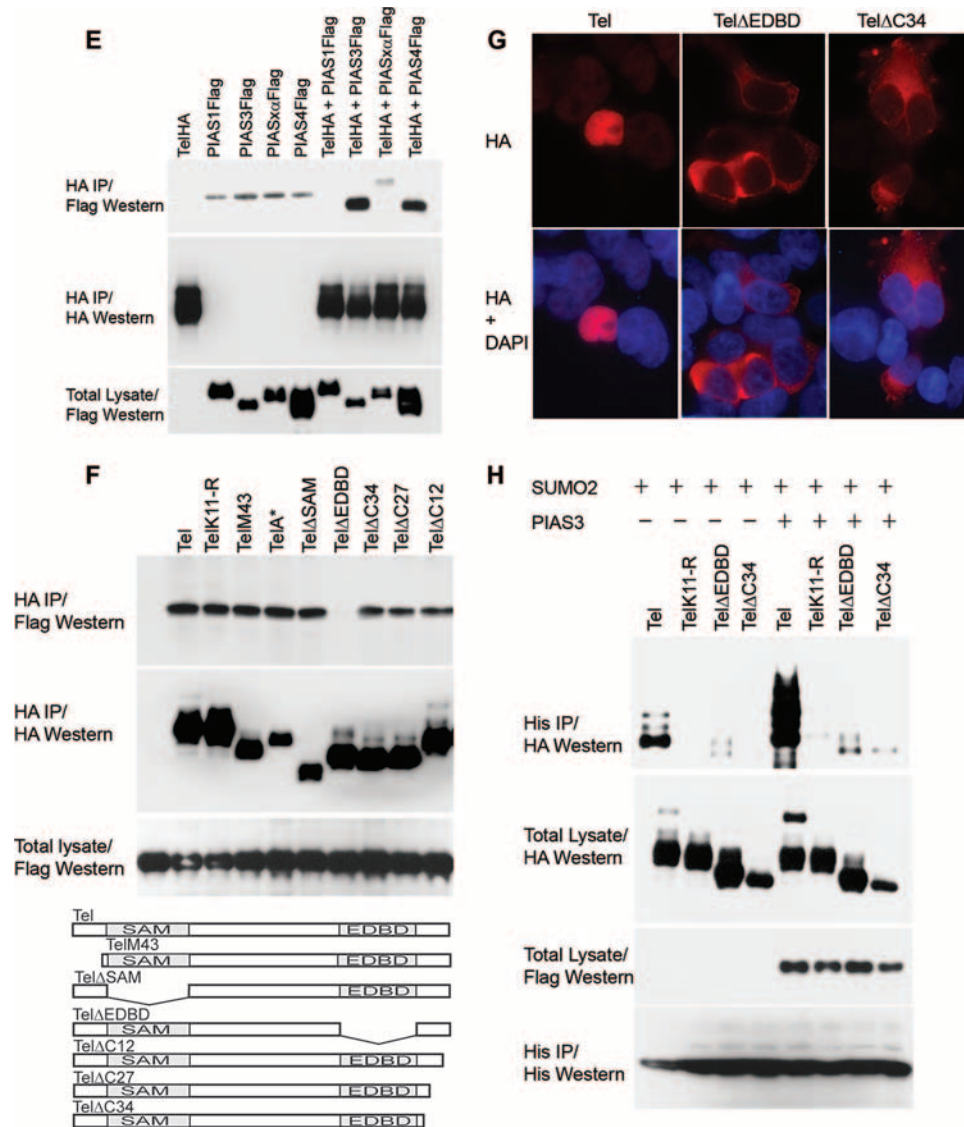 E
TelHA
PIAS1Flag
PIAS3Flag
PIASxαFlag
PIAS4Flag
TelHA + PIAS1Flag
TelHA + PIAS3Flag
TelHA + PIASxαFlag
TelHA + PIAS4Flag
HA IP/
Flag Western
HA IP/
HA Western
Total Lysate/
Flag Western
F
Tel
TelK11-R
TelM43
TelA*
TelΔSAM
TelΔEDBD
TelΔC34
TelΔC27
TelΔC12
HA IP/
Flag Western
HA IP/
HA Western
Total lysate/
Flag Western
Tel
SAM EDBD
TelM43
SAM EDBD
TelΔSAM
EDBD
TelΔEDBD
SAM
TelΔC12
SAM EDBD
TelΔC27
SAM EDBD
TelΔC34
SAM EDBD
G
Tel TelΔEDBD TelΔC34
HA
HA
+
DAPI
H
SUMO2 + + + + + + + +
PIAS3 − − − − + + + +
Tel
TelK11-R
TelΔEDBD
TelΔC34
Tel
TelK11-R
TelΔEDBD
TelΔC34
His IP/
HA Western
Total Lysate/
HA Western
Total Lysate/
Flag Western
His IP/
His Western